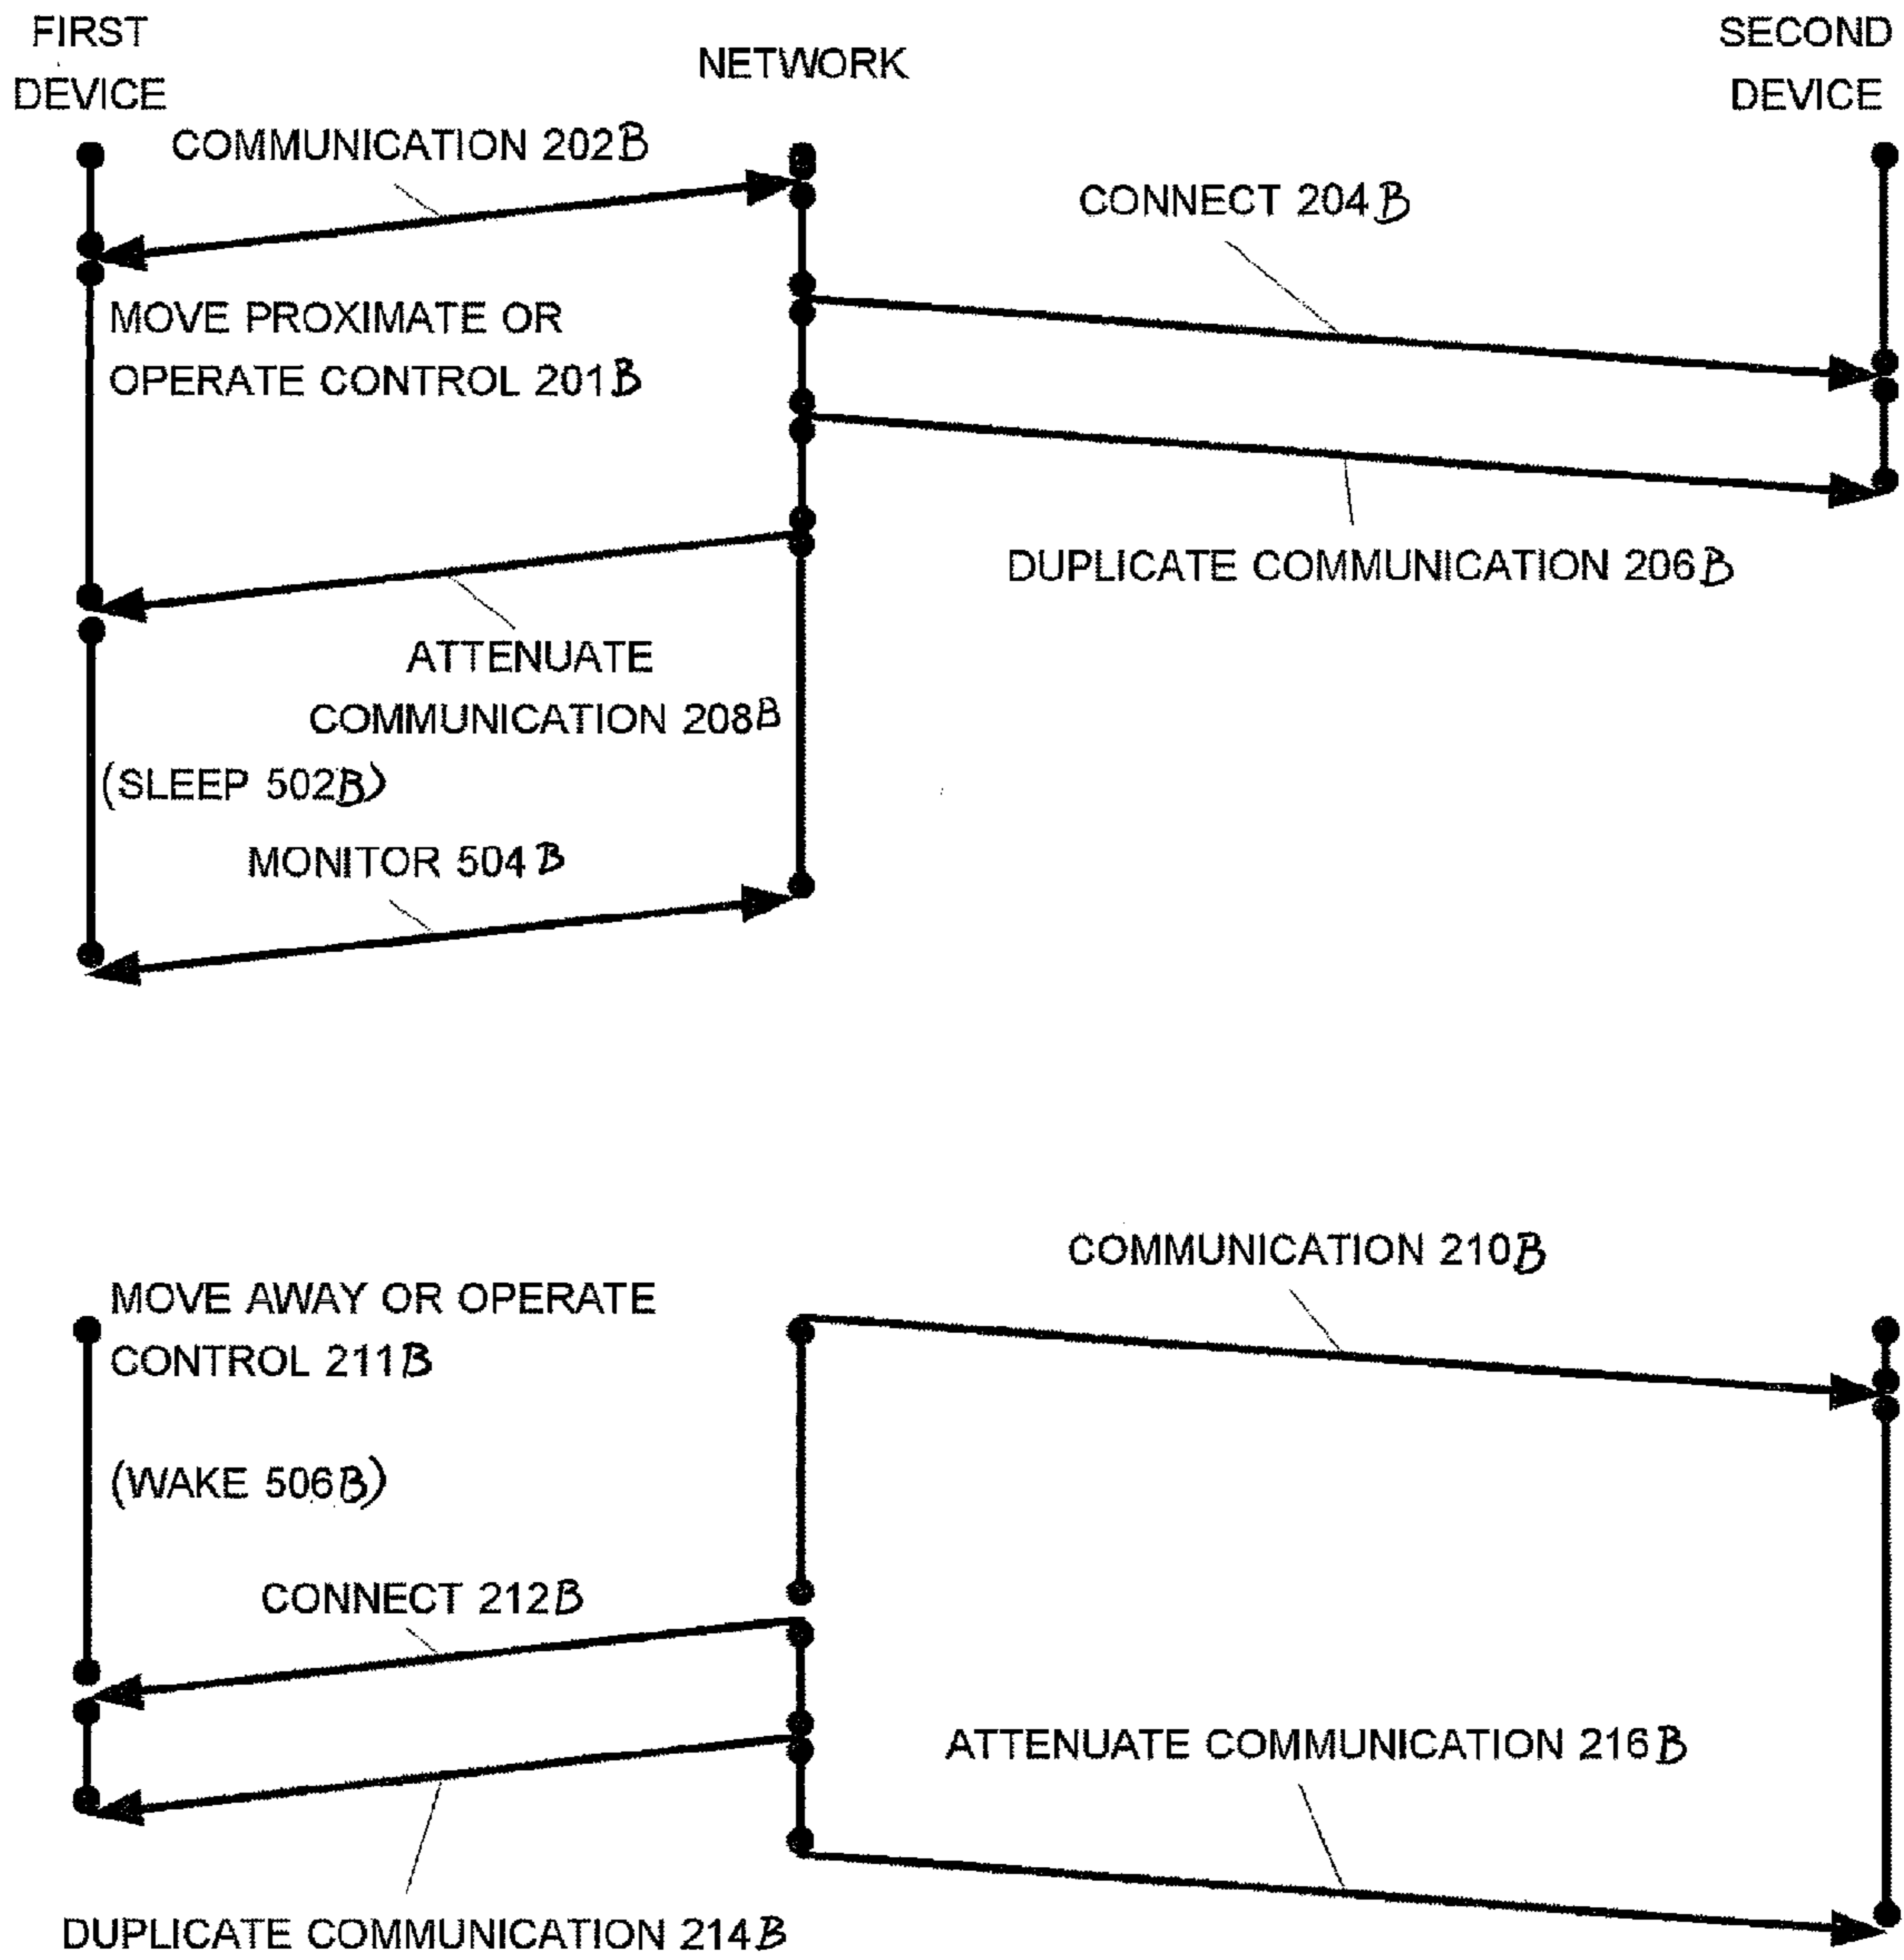 FIRST
DEVICE
NETWORK
SECOND
DEVICE
COMMUNICATION 202B
CONNECT 204B
MOVE PROXIMATE OR
OPERATE CONTROL 201B
DUPLICATE COMMUNICATION 206B
ATTENUATE
COMMUNICATION 208B
(SLEEP 502B)
MONITOR 504B
COMMUNICATION 210B
MOVE AWAY OR OPERATE
CONTROL 211B
(WAKE 506B)
CONNECT 212B
ATTENUATE COMMUNICATION 216B
DUPLICATE COMMUNICATION 214B